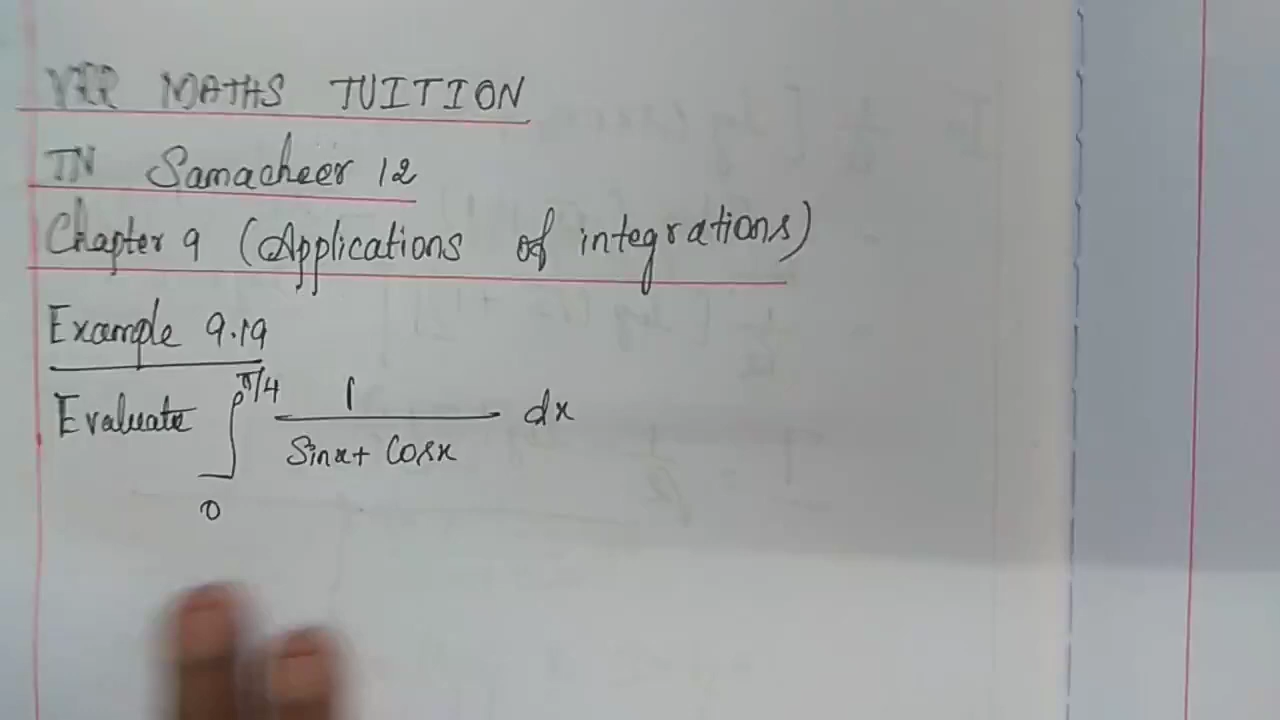 MATHS TUITION
TN Samacheer 12
Chapter 9 (Applications of integrations)
Example 9.19
Evaluate ∫₀^π/4 1/(Sinx + Cosx) dx